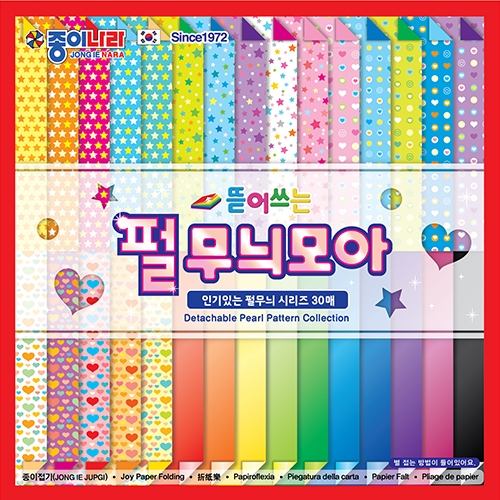 종이나라
JONG IE NARA
Since1972
뜯어쓰는
펄무늬모아
인기있는 펄무늬 시리즈 30매
Detachable Pearl Pattern Collection
별 접는 방법이 들어있어요.
종이접기(JONG IE JUPGI) • Joy Paper Folding • 折紙樂 • Papiroflexia • Piegatura della carta • Papier Falt • Pliage de papier